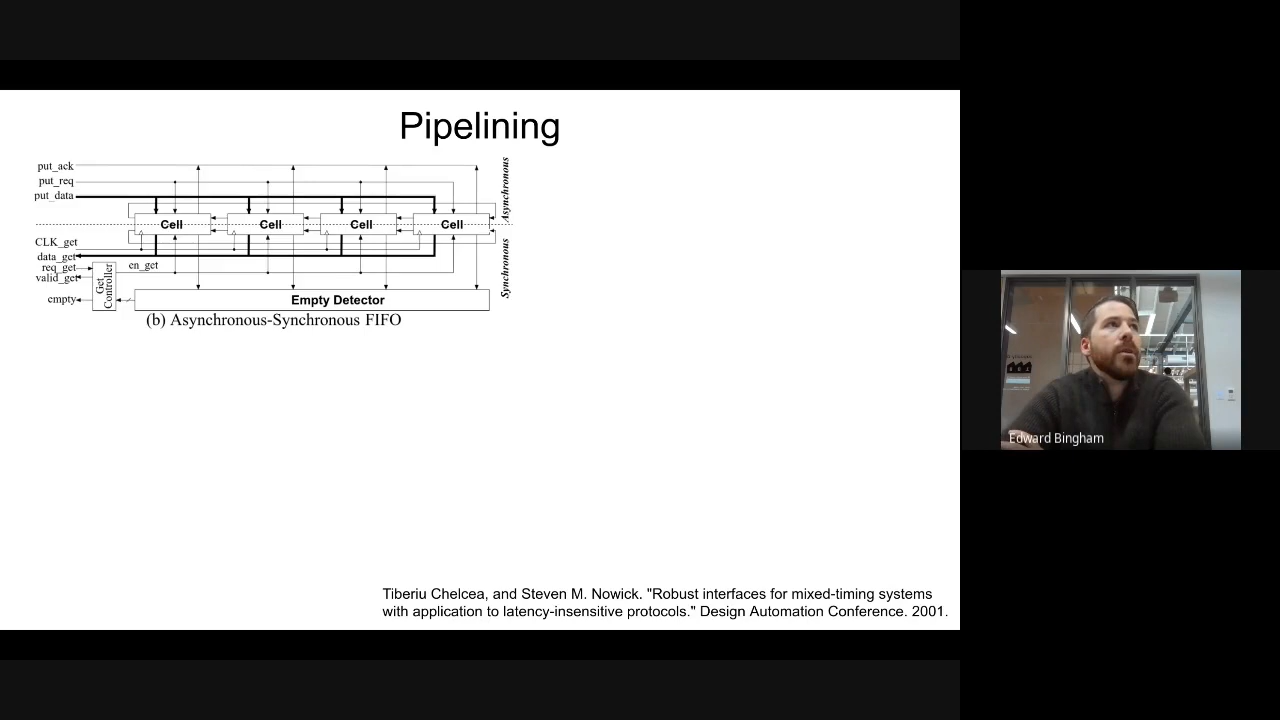 Pipelining
put_ack
put_req
put_data
Cell
Cell
Cell
Cell
Asynchronous
Synchronous
CLK_get
data_get
req_get
valid_get
empty
en_get
Get
Controller
Empty Detector
(b) Asynchronous-Synchronous FIFO
Edward Bingham
Tiberiu Chelcea, and Steven M. Nowick. "Robust interfaces for mixed-timing systems
with application to latency-insensitive protocols." Design Automation Conference. 2001.